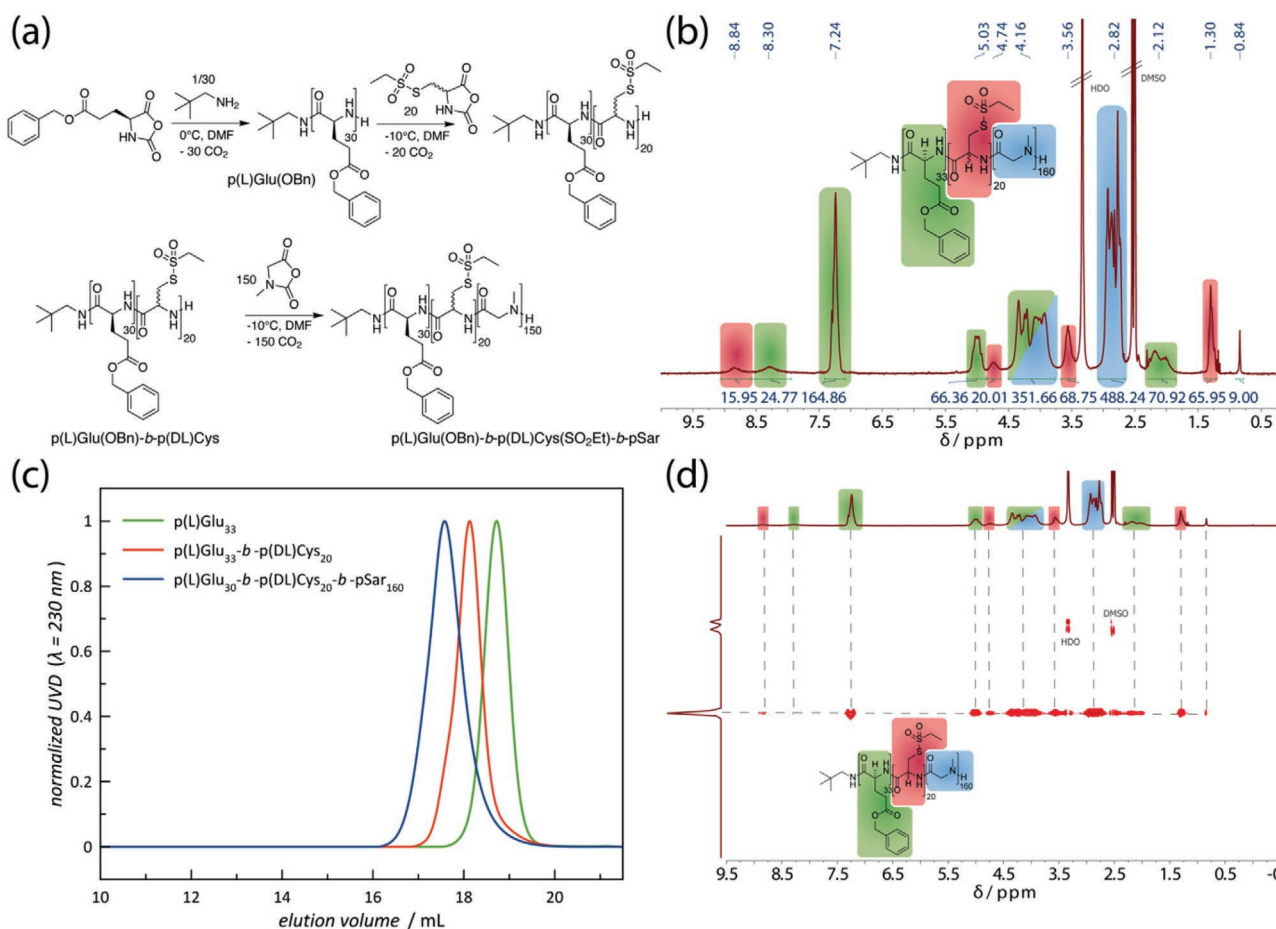 (a)
1/30
NH2
0°C, DMF
- 30 CO2
p(L)Glu(OBn)
20
-10°C, DMF
- 20 CO2
30
20
150
-10°C, DMF
- 150 CO2
30
20
150
p(L)Glu(OBn)-b-p(DL)Cys
p(L)Glu(OBn)-b-p(DL)Cys(SO2Et)-b-pSar
(b)
8.84
8.30
7.24
5.03
4.74
4.16
3.56
2.82
2.12
1.30
0.84
HDO
DMSO
33
20
160
15.95 24.77 164.86 66.36 20.01 351.66 68.75 488.24 70.92 65.95 9.00
9.5 8.5 7.5 6.5 5.5 4.5 3.5 2.5 1.5 0.5
δ / ppm
(c)
p(L)Glu33
p(L)Glu33-b-p(DL)Cys20
p(L)Glu30-b-p(DL)Cys20-b-pSar160
normalized UVD (λ = 230 nm)
1
0.8
0.6
0.4
0.2
0
10 12 14 16 18 20
elution volume / mL
(d)
HDO
DMSO
33
20
160
9.5 8.5 7.5 6.5 5.5 4.5 3.5 2.5 1.5 -0
δ / ppm